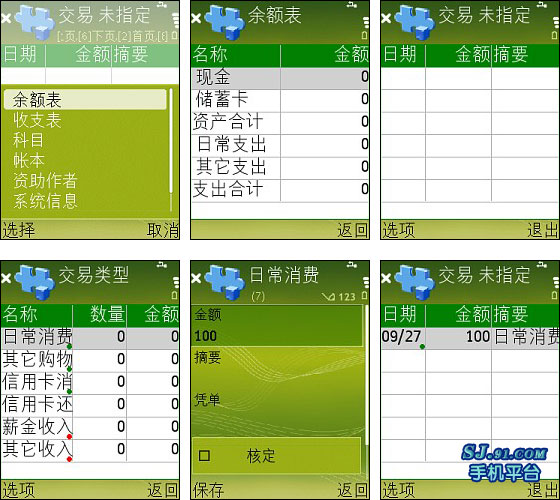 交易 未指定
页,[6]下页,[2]首页,[8
日期 金额 摘要
余额表
收支表
科目
帐本
资助作者
系统信息
选择 取消
余额表
名称 金额
现金 0
储蓄卡 0
资产合计 0
日常支出 0
其它支出 0
支出合计 0
返回
交易 未指定
日期 金额 摘要
选项 退出
交易类型
名称 数量 金额
日常消费 0 0
其它购物 0 0
信用卡消 0 0
信用卡还 0 0
薪金收入 0 0
其它收入 0 0
选项 返回
日常消费
(7) 123
金额
100
摘要
凭单
核定
保存 返回
交易 未指定
日期 金额 摘要
09/27 100 日常消费
选项 退出
SJ.91.COM
手机平台